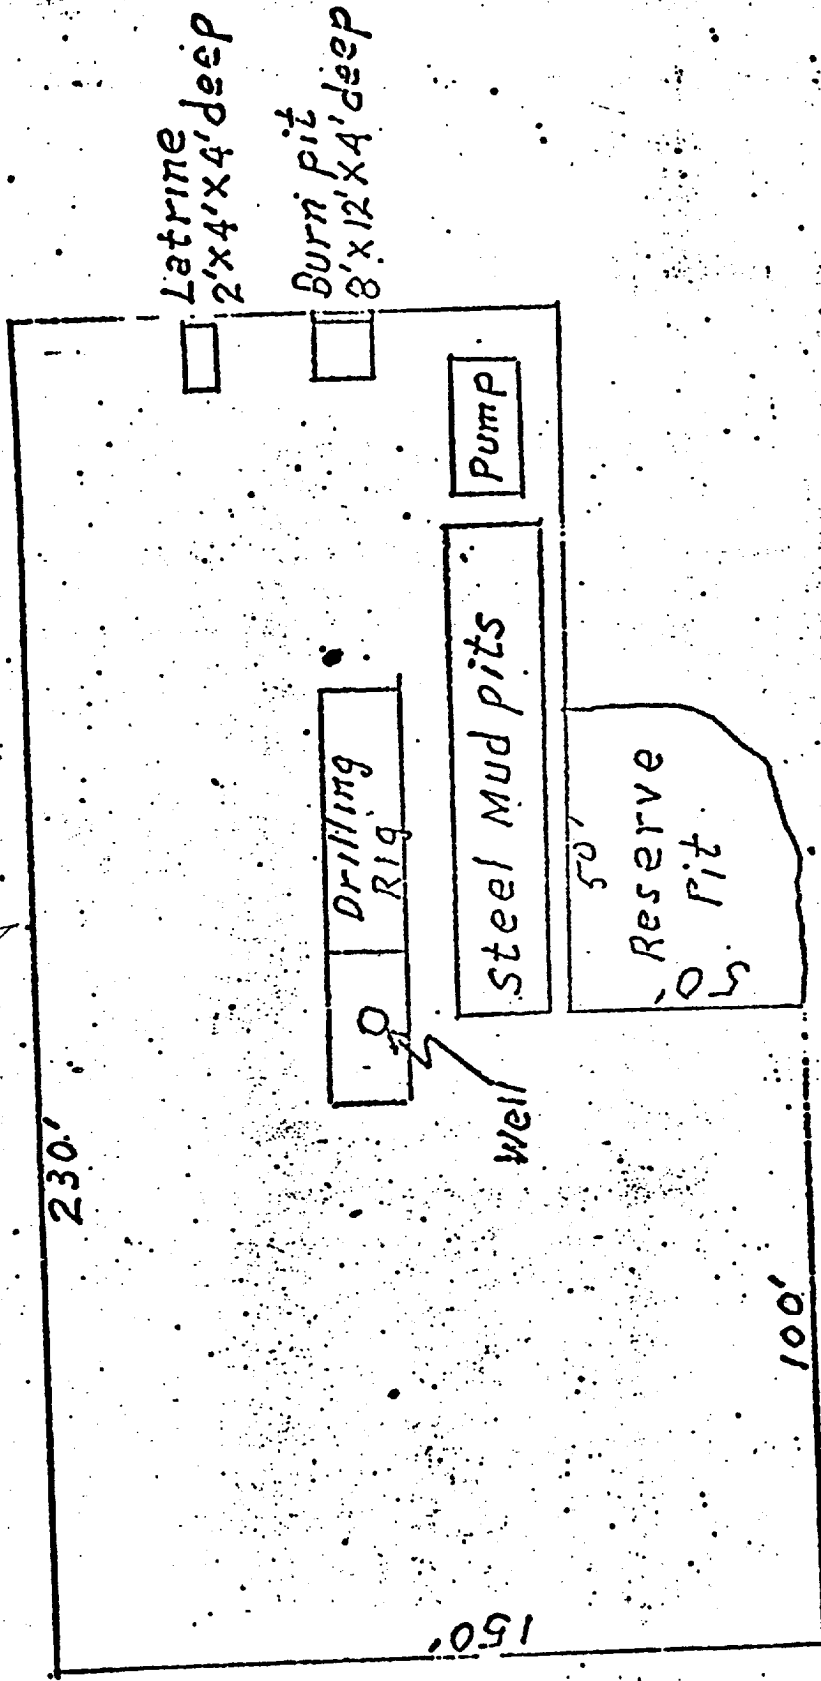 230.'
Latrine
2'x4'x4' deep
Burn pit
8'x12'x4' deep
Drilling
Rig
Well
Pump
Steel Mud pits
50'
Reserve
Pit
50'
150'
100'